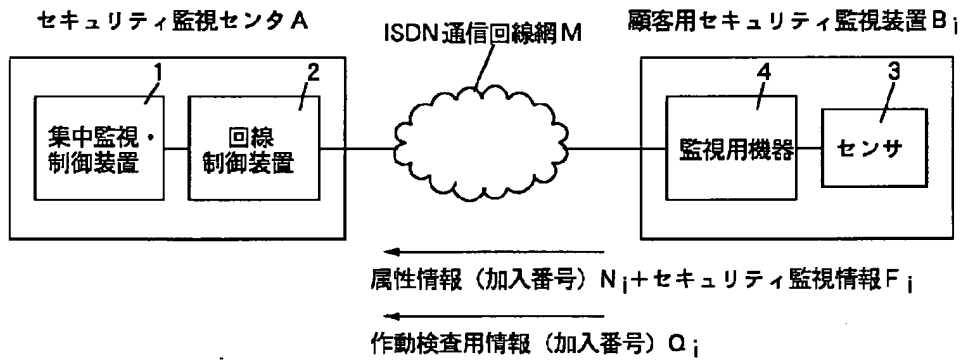 セキュリティ監視センタA
ISDN通信回線網M
顧客用セキュリティ監視装置Bi
1
2
4
3
集中監視・
制御装置
回線
制御装置
監視用機器
センサ
属性情報（加入番号）Ni+セキュリティ監視情報Fi
作動検査用情報（加入番号）Qi